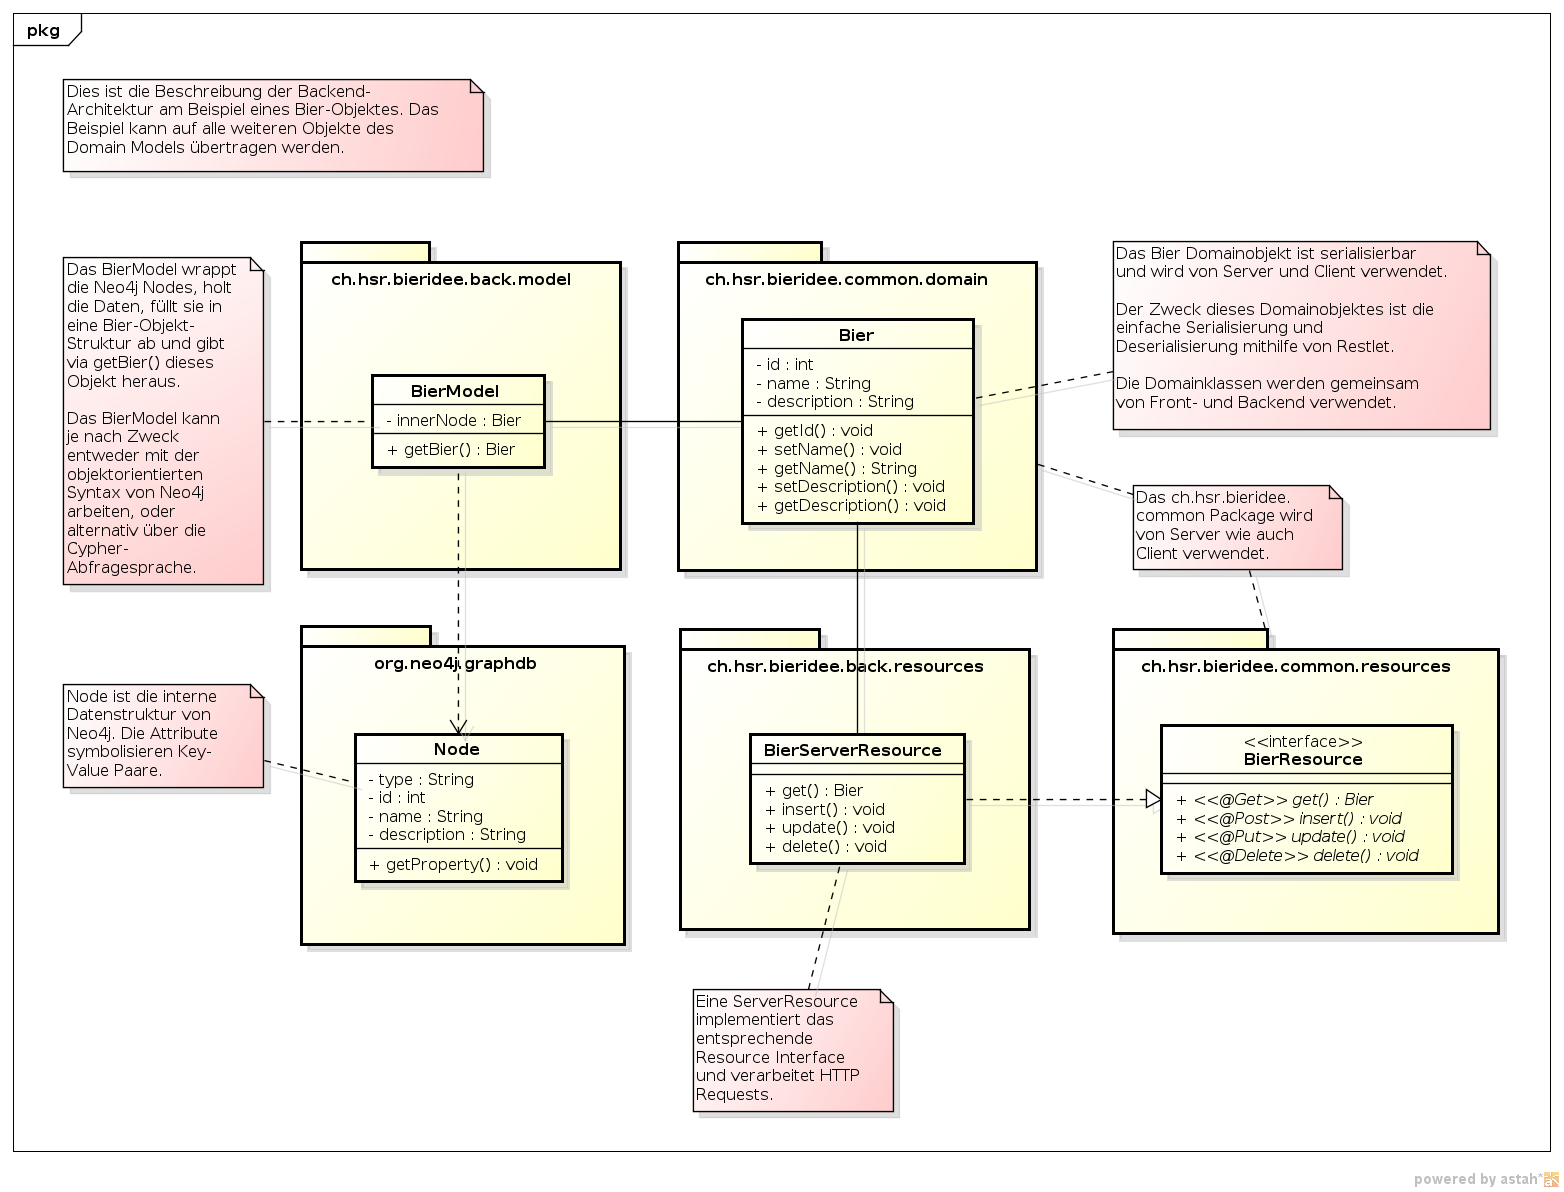 pkg
Dies ist die Beschreibung der Backend-
Architektur am Beispiel eines Bier-Objektes. Das
Beispiel kann auf alle weiteren Objekte des
Domain Models übertragen werden.
Das BierModel wrappt
die Neo4j Nodes, holt
die Daten, füllt sie in
eine Bier-Objekt-
Struktur ab und gibt
via getBier() dieses
Objekt heraus.
Das BierModel kann
je nach Zweck
entweder mit der
objektorientierten
Syntax von Neo4j
arbeiten, oder
alternativ über die
Cypher-
Abfragesprache.
ch.hsr.bieridee.back.model
BierModel
- innerNode : Bier
+ getBier() : Bier
ch.hsr.bieridee.common.domain
Bier
- id : int
- name : String
- description : String
+ getId() : void
+ setName() : void
+ getName() : String
+ setDescription() : void
+ getDescription() : void
Das Bier Domainobjekt ist serialisierbar
und wird von Server und Client verwendet.
Der Zweck dieses Domainobjektes ist die
einfache Serialisierung und
Deserialisierung mithilfe von Restlet.
Die Domainklassen werden gemeinsam
von Front- und Backend verwendet.
Das ch.hsr.bieridee.
common Package wird
von Server wie auch
Client verwendet.
Node ist die interne
Datenstruktur von
Neo4j. Die Attribute
symbolisieren Key-
Value Paare.
org.neo4j.graphdb
Node
- type : String
- id : int
- name : String
- description : String
+ getProperty() : void
ch.hsr.bieridee.back.resources
BierServerResource
+ get() : Bier
+ insert() : void
+ update() : void
+ delete() : void
ch.hsr.bieridee.common.resources
<<interface>>
BierResource
+ <<@Get>> get() : Bier
+ <<@Post>> insert() : void
+ <<@Put>> update() : void
+ <<@Delete>> delete() : void
Eine ServerResource
implementiert das
entsprechende
Resource Interface
und verarbeitet HTTP
Requests.
powered by astah*